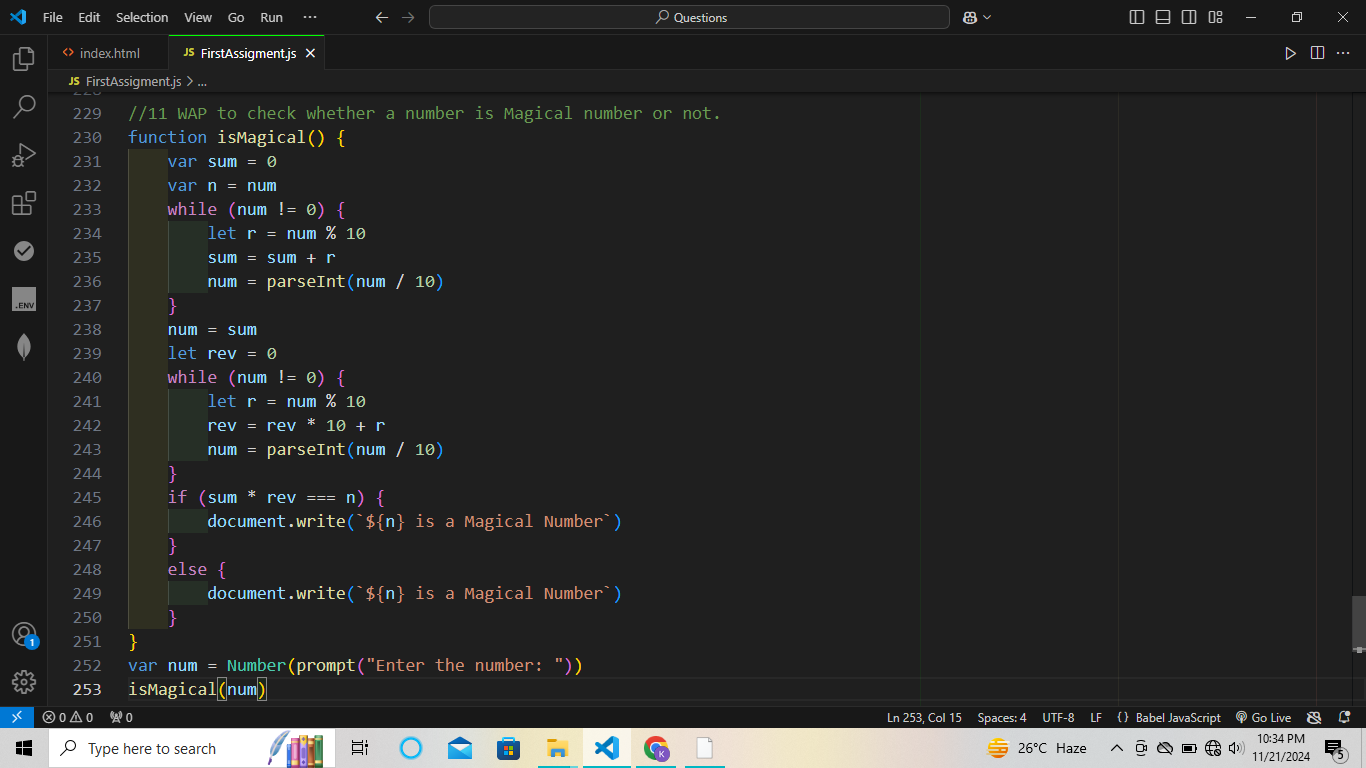 File Edit Selection View Go Run ... Questions
index.html JS FirstAssigment.js
JS FirstAssigment.js > ...
229 //11 WAP to check whether a number is Magical number or not.
230 function isMagical() {
231     var sum = 0
232     var n = num
233     while (num != 0) {
234         let r = num % 10
235         sum = sum + r
236         num = parseInt(num / 10)
237     }
238     num = sum
239     let rev = 0
240     while (num != 0) {
241         let r = num % 10
242         rev = rev * 10 + r
243         num = parseInt(num / 10)
244     }
245     if (sum * rev === n) {
246         document.write(`${n} is a Magical Number`)
247     }
248     else {
249         document.write(`${n} is a Magical Number`)
250     }
251 }
252 var num = Number(prompt("Enter the number: "))
253 isMagical(num)
.ENV
1
0 0 0 Ln 253, Col 15 Spaces: 4 UTF-8 LF {} Babel JavaScript Go Live
Type here to search K 26°C Haze 10:34 PM
11/21/2024 5